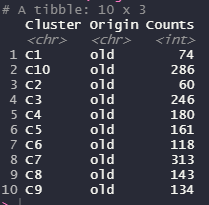 # A tibble: 10 x 3
Cluster Origin Counts
<chr> <chr> <int>
1 C1 old 74
2 C10 old 286
3 C2 old 60
4 C3 old 246
5 C4 old 180
6 C5 old 161
7 C6 old 118
8 C7 old 313
9 C8 old 143
10 C9 old 134
>